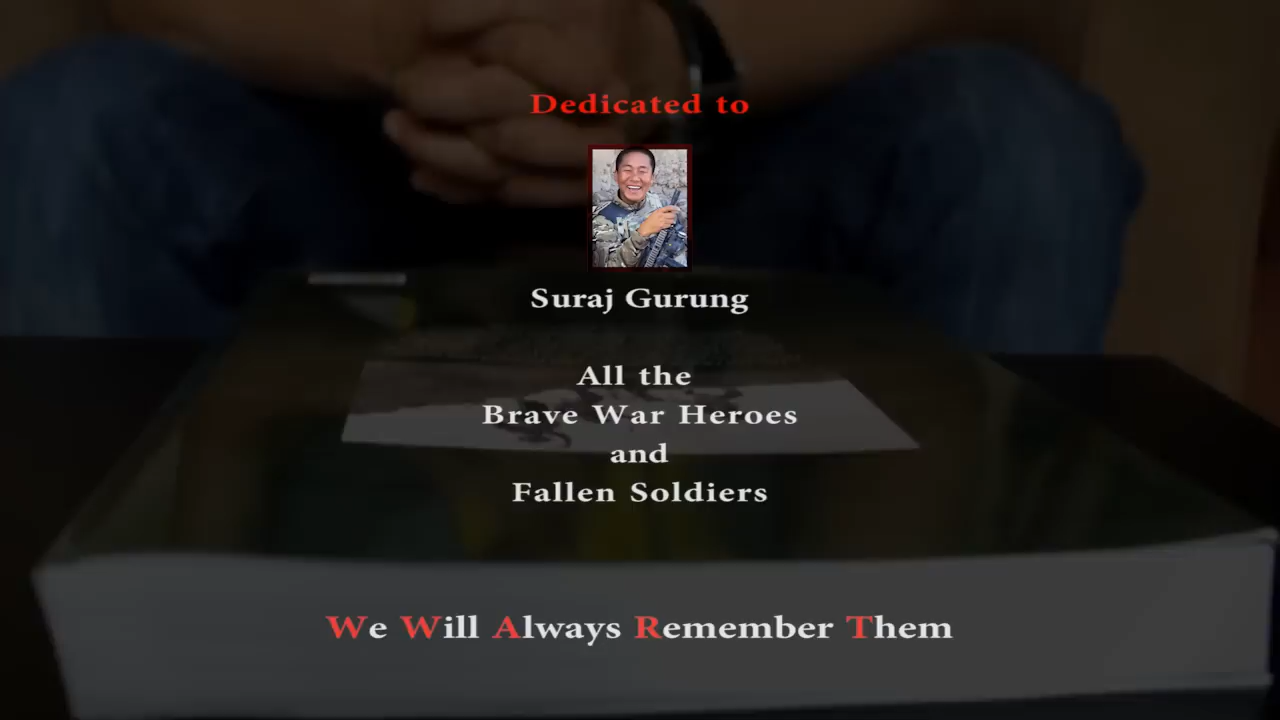 Dedicated to
Suraj Gurung
All the
Brave War Heroes
and
Fallen Soldiers
We Will Always Remember Them